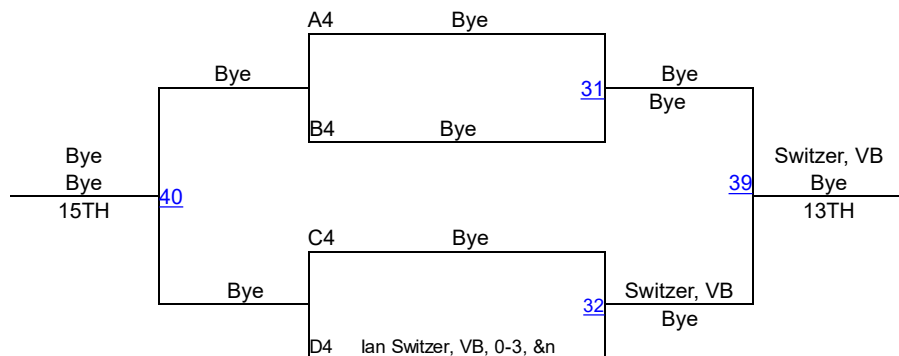 A4 Bye
Bye 31 Bye
Bye
B4 Bye
Bye Switzer, VB
Bye 40 39 Bye
15TH 13TH
C4 Bye
Bye 32 Switzer, VB
Bye
D4 Ian Switzer, VB, 0-3, &n